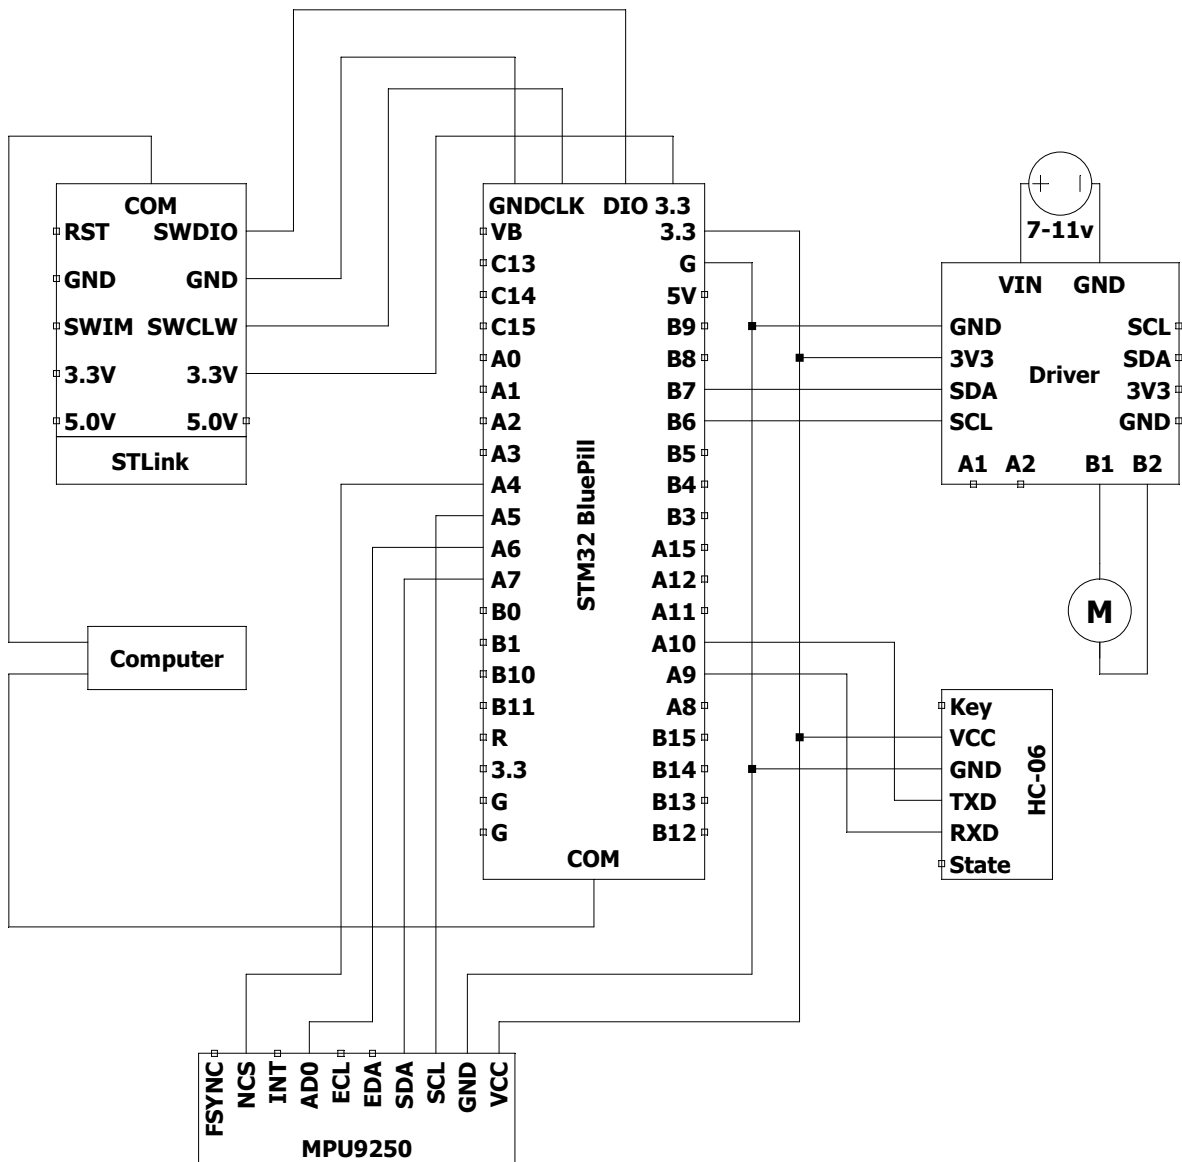 COM
RST SWDIO
GND GND
SWIM SWCLW
3.3V 3.3V
5.0V 5.0V
STLink
Computer
GNDCLK DIO 3.3
VB 3.3
C13 G
C14 5V
C15 B9
A0 B8
A1 B7
A2 B6
A3 B5
A4 B4
A5 B3
A6 A15
A7 A12
B0 A11
B1 A10
B10 A9
B11 A8
R B15
3.3 B14
G B13
G B12
COM
STM32 BluePill
+ −
7-11v
VIN GND
GND SCL
3V3 SDA
Driver
SDA 3V3
SCL GND
A1 A2 B1 B2
M
Key
VCC
GND
TXD
RXD
State
HC-06
FSYNC
NCS
INT
AD0
ECL
EDA
SDA
SCL
GND
VCC
MPU9250